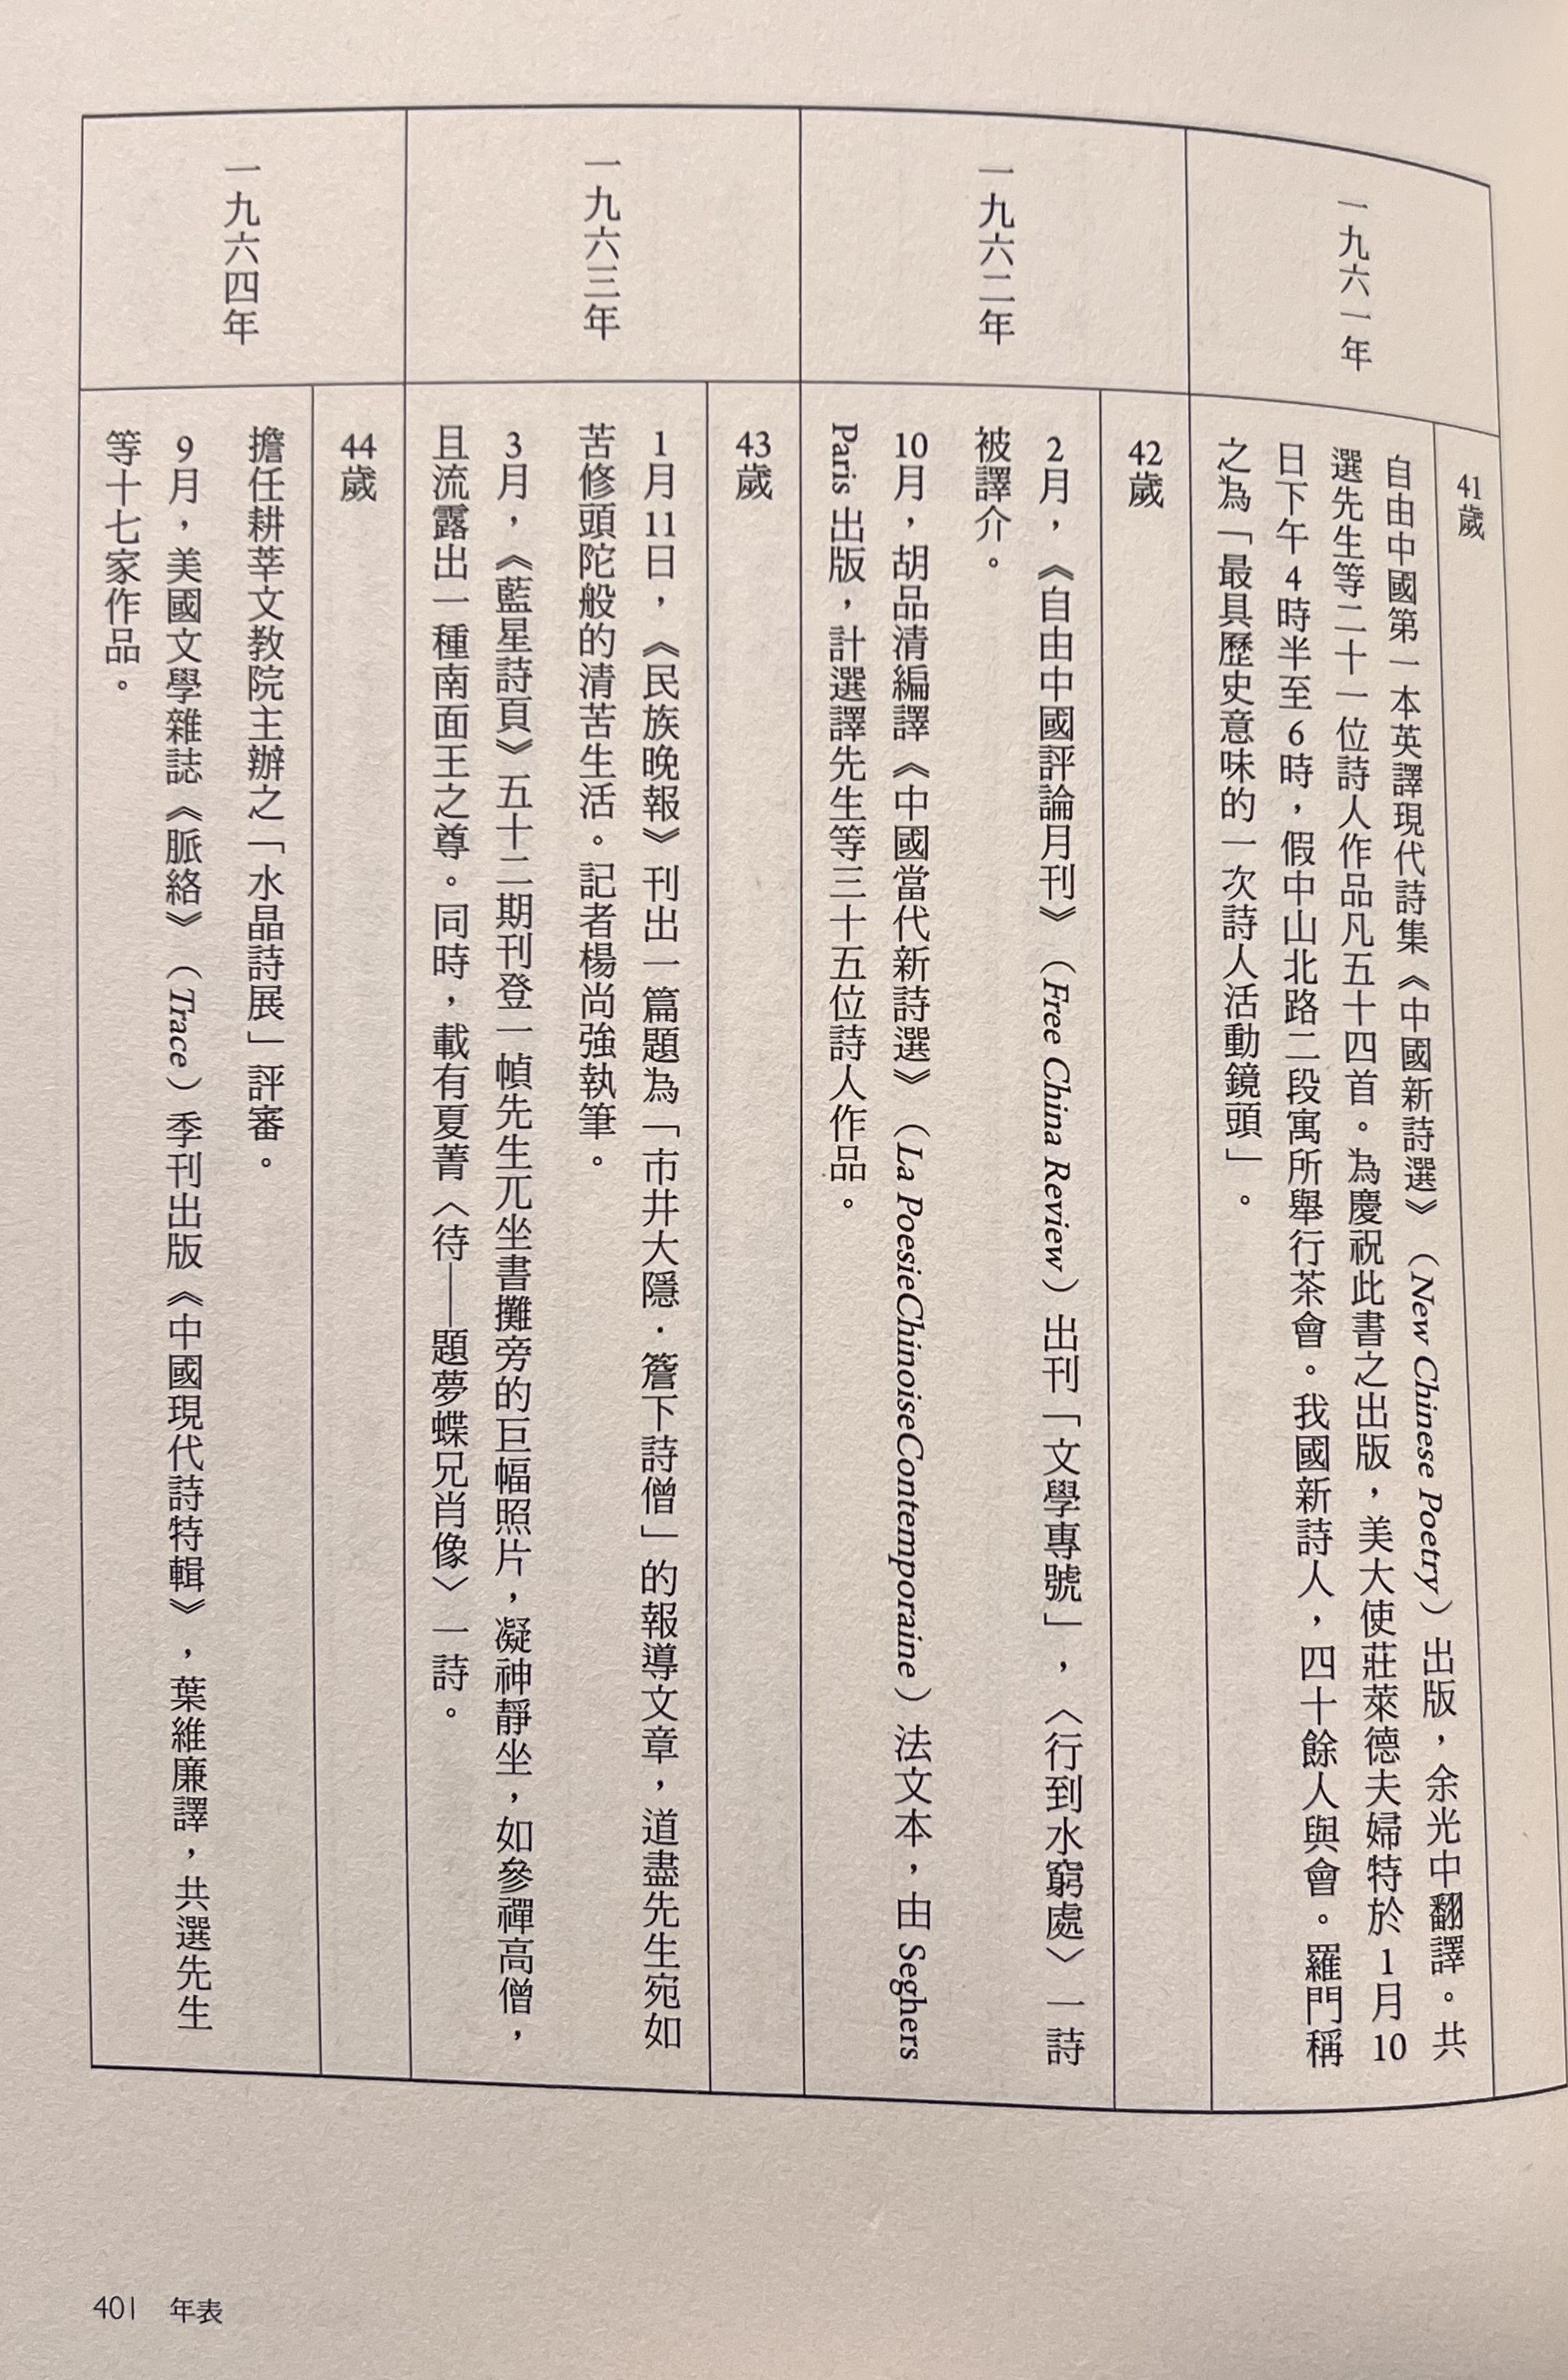 一九六一年
41歲
自由中國第一本英譯現代詩集《中國新詩選》（New Chinese Poetry）出版，余光中翻譯。共
選先生等二十一位詩人作品凡五十四首。為慶祝此書之出版，美大使莊萊德夫婦特於1月10
日下午4時半至6時，假中山北路二段寓所舉行茶會。我國新詩人，四十餘人與會。羅門稱
之為「最具歷史意味的一次詩人活動鏡頭」。
一九六二年
42歲
2月，《自由中國評論月刊》（Free China Review）出刊「文學專號」，〈行到水窮處〉一詩
被譯介。
10月，胡品清編譯《中國當代新詩選》（La PoesieChinoiseContemporaine）法文本，由 Seghers
Paris 出版，計選譯先生等三十五位詩人作品。
一九六三年
43歲
1月11日，《民族晚報》刊出一篇題為「市井大隱．簷下詩僧」的報導文章，道盡先生宛如
苦修頭陀般的清苦生活。記者楊尚強執筆。
3月，《藍星詩頁》五十二期刊登一幀先生兀坐書攤旁的巨幅照片，凝神靜坐，如參禪高僧，
且流露出一種南面王之尊。同時，載有夏菁〈待——題夢蝶兄肖像〉一詩。
一九六四年
44歲
擔任耕莘文教院主辦之「水晶詩展」評審。
9月，美國文學雜誌《脈絡》（Trace）季刊出版《中國現代詩特輯》，葉維廉譯，共選先生
等十七家作品。
401 年表